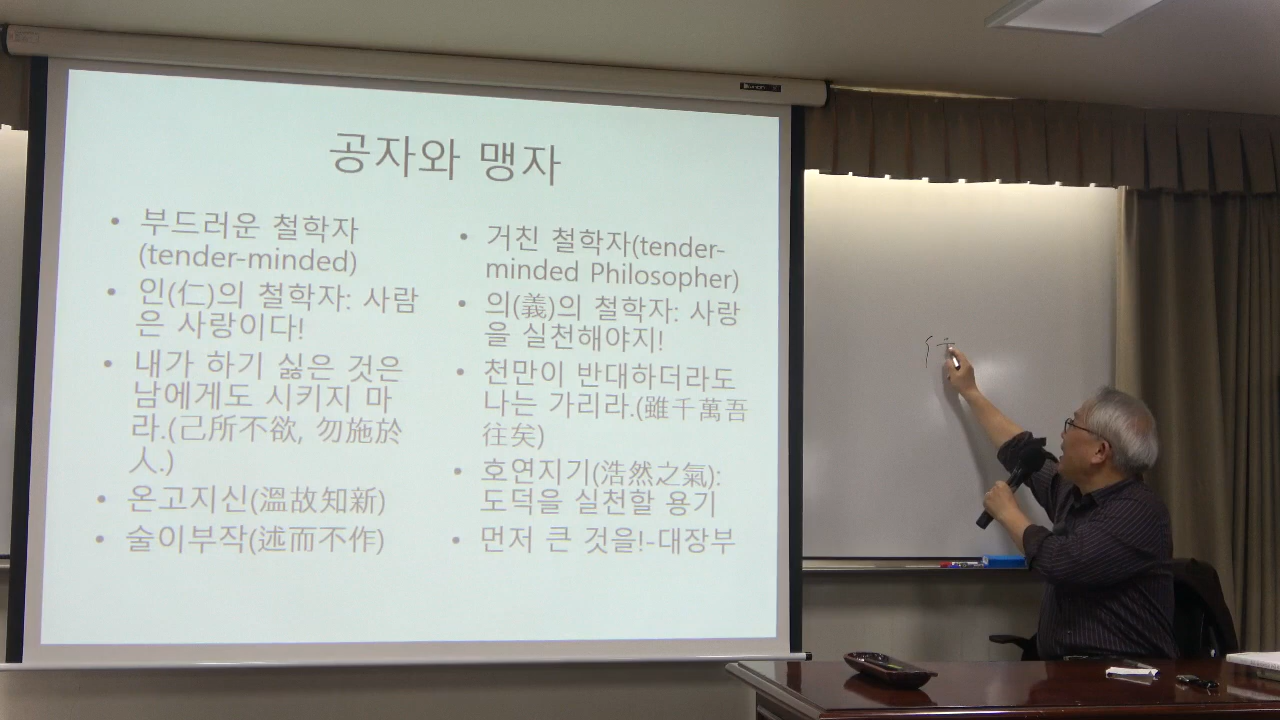 공자와 맹자
• 부드러운 철학자
(tender-minded)
• 인(仁)의 철학자: 사람
은 사랑이다!
• 내가 하기 싫은 것은
남에게도 시키지 마
라.(己所不欲, 勿施於
人.)
• 온고지신(溫故知新)
• 술이부작(述而不作)
• 거친 철학자(tender-
minded Philosopher)
• 의(義)의 철학자: 사랑
을 실천해야지!
• 천만이 반대하더라도
나는 가리라.(雖千萬吾
往矣)
• 호연지기(浩然之氣):
도덕을 실천할 용기
• 먼저 큰 것을!-대장부